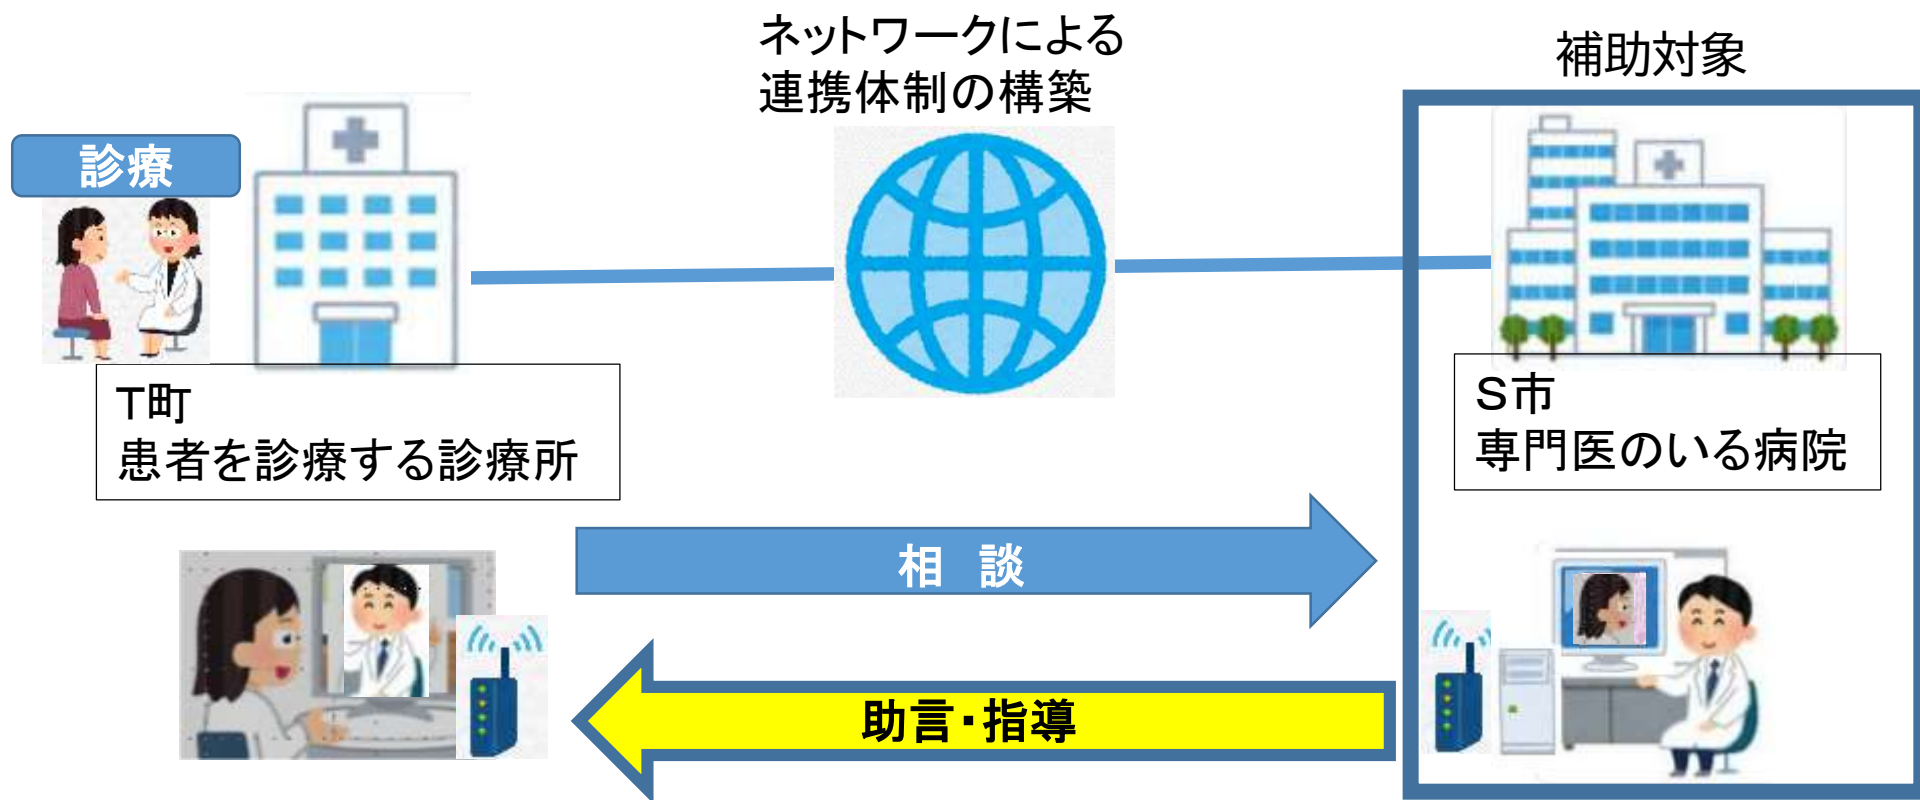 ネットワークによる
連携体制の構築
補助対象
診療
T町
患者を診療する診療所
S市
専門医のいる病院
相　談
助言・指導